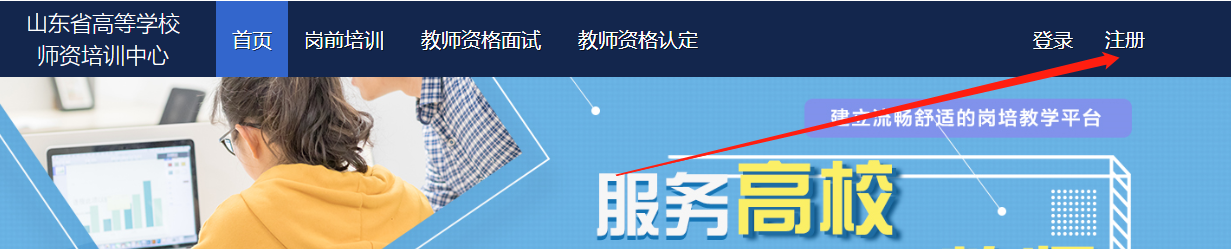 山东省高等学校
师资培训中心
首页 岗前培训 教师资格面试 教师资格认定 登录 注册
建立流畅舒适的岗培教学平台
服务高校